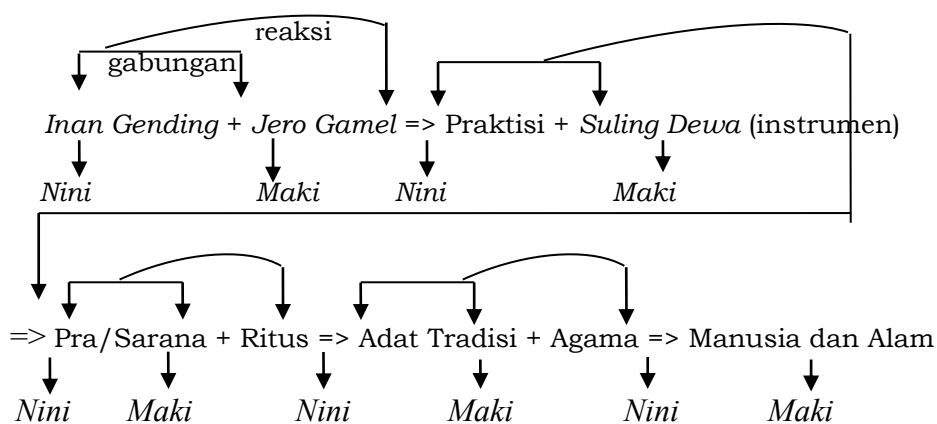 reaksi
gabungan
Inan Gending + Jero Gamel => Praktisi + Suling Dewa (instrumen)
Nini Maki Nini Maki
=> Pra/Sarana + Ritus => Adat Tradisi + Agama => Manusia dan Alam
Nini Maki Nini Maki Nini Maki